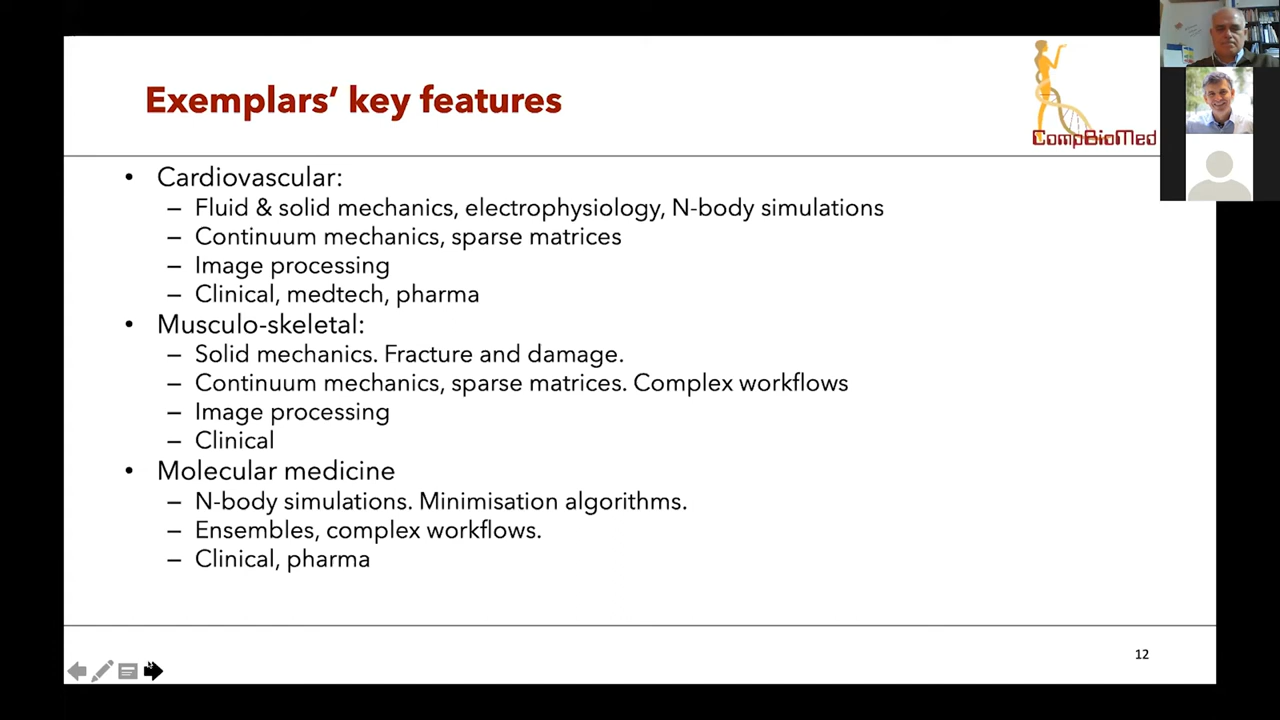 Exemplars’ key features
CompBioMed
• Cardiovascular:
– Fluid & solid mechanics, electrophysiology, N-body simulations
– Continuum mechanics, sparse matrices
– Image processing
– Clinical, medtech, pharma
• Musculo-skeletal:
– Solid mechanics. Fracture and damage.
– Continuum mechanics, sparse matrices. Complex workflows
– Image processing
– Clinical
• Molecular medicine
– N-body simulations. Minimisation algorithms.
– Ensembles, complex workflows.
– Clinical, pharma
12